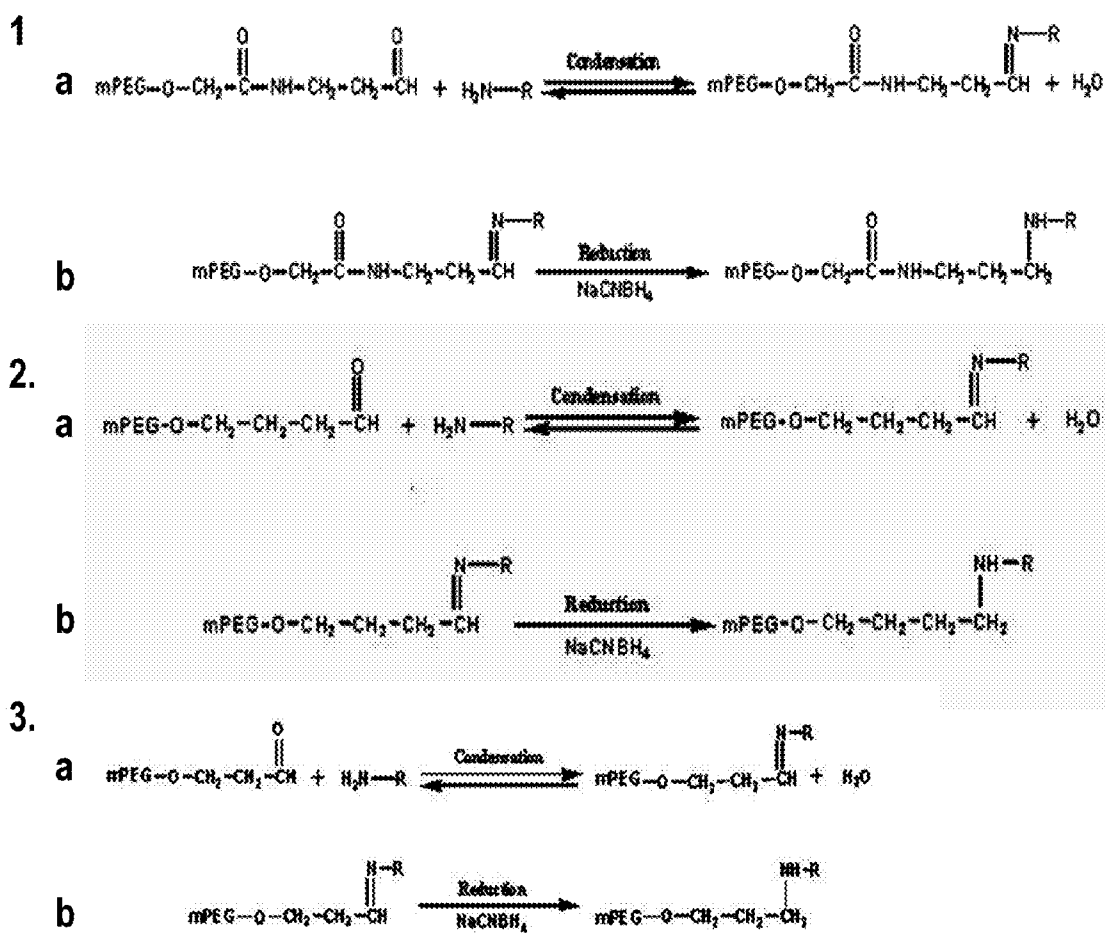 1
O O N—R
a mPEG–O–CH₂–C–NH–CH₂–CH₂–CH + H₂N—R Condensation mPEG–O–CH₂–C–NH–CH₂–CH₂–CH + H₂O
O
O N—R O NH–R
b mPEG–O–CH₂–C–NH–CH₂–CH₂–CH Reduction mPEG–O–CH₂–C–NH–CH₂–CH₂–CH₂
NaCNBH₄
2.
O N—R
a mPEG–O–CH₂–CH₂–CH₂–CH + H₂N—R Condensation mPEG–O–CH₂–CH₂–CH₂–CH + H₂O
N—R NH–R
b mPEG–O–CH₂–CH₂–CH₂–CH Reduction mPEG–O–CH₂–CH₂–CH₂–CH₂
NaCNBH₄
3.
O N–R
a mPEG–O–CH₂–CH₂–CH + H₂N—R Condensation mPEG–O–CH₂–CH₂–CH + H₂O
N–R NH–R
b mPEG–O–CH₂–CH₂–CH Reduction mPEG–O–CH₂–CH₂–CH₂
NaCNBH₄